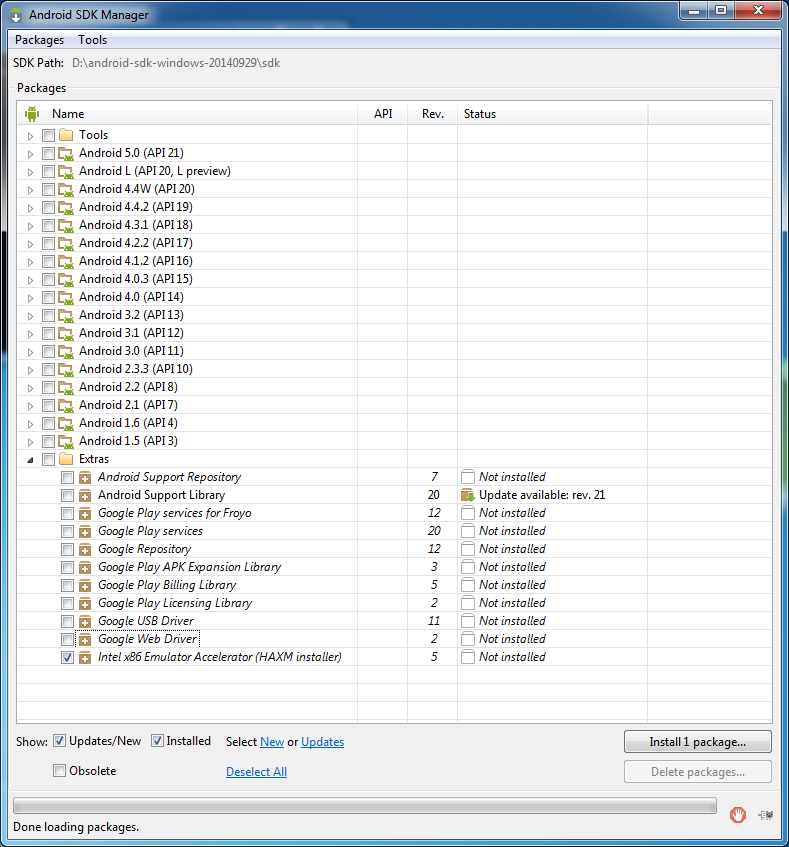 Android SDK Manager
Packages Tools
SDK Path: D:\android-sdk-windows-20140929\sdk
Packages
Name API Rev. Status
Tools
Android 5.0 (API 21)
Android L (API 20, L preview)
Android 4.4W (API 20)
Android 4.4.2 (API 19)
Android 4.3.1 (API 18)
Android 4.2.2 (API 17)
Android 4.1.2 (API 16)
Android 4.0.3 (API 15)
Android 4.0 (API 14)
Android 3.2 (API 13)
Android 3.1 (API 12)
Android 3.0 (API 11)
Android 2.3.3 (API 10)
Android 2.2 (API 8)
Android 2.1 (API 7)
Android 1.6 (API 4)
Android 1.5 (API 3)
Extras
Android Support Repository 7 Not installed
Android Support Library 20 Update available: rev. 21
Google Play services for Froyo 12 Not installed
Google Play services 20 Not installed
Google Repository 12 Not installed
Google Play APK Expansion Library 3 Not installed
Google Play Billing Library 5 Not installed
Google Play Licensing Library 2 Not installed
Google USB Driver 11 Not installed
Google Web Driver 2 Not installed
Intel x86 Emulator Accelerator (HAXM installer) 5 Not installed
Show: Updates/New Installed Select New or Updates Install 1 package...
Obsolete Deselect All Delete packages...
Done loading packages.